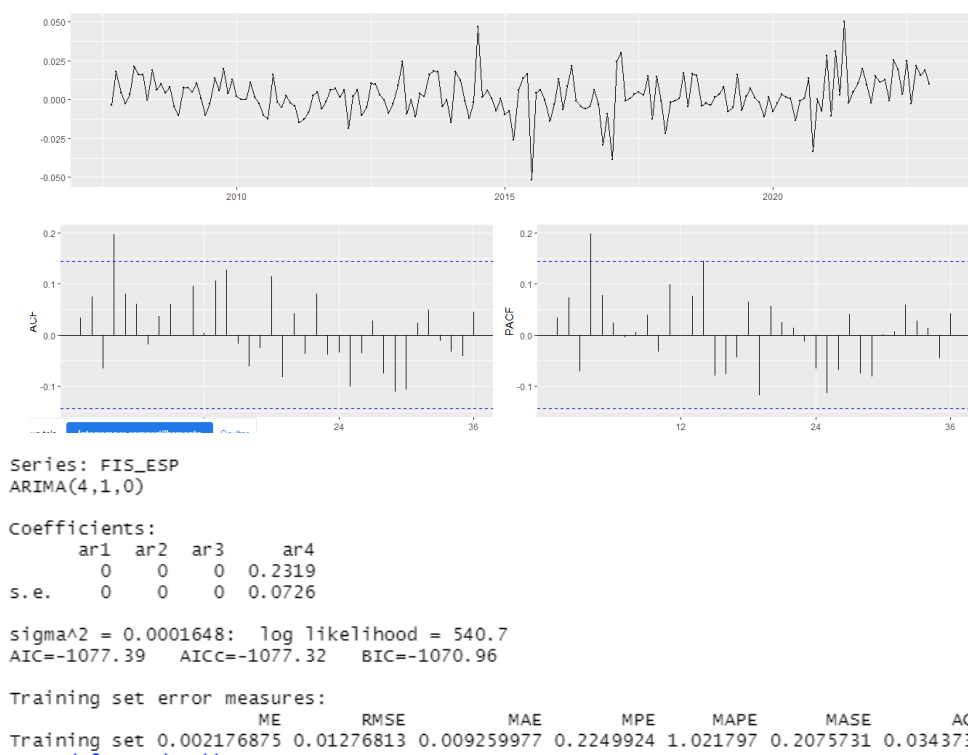 0.050
0.025
0.000
-0.025
-0.050
2010 2015 2020
0.2
0.1
0.0
-0.1
ACF
24 36
0.2
0.1
0.0
-0.1
PACF
12 24 36
Series: FIS_ESP
ARIMA(4,1,0)
Coefficients:
ar1 ar2 ar3 ar4
0 0 0 0.2319
s.e. 0 0 0 0.0726
sigma^2 = 0.0001648: log likelihood = 540.7
AIC=-1077.39 AICc=-1077.32 BIC=-1070.96
Training set error measures:
ME RMSE MAE MPE MAPE MASE AC
Training set 0.002176875 0.01276813 0.009259977 0.2249924 1.021797 0.2075731 0.034373